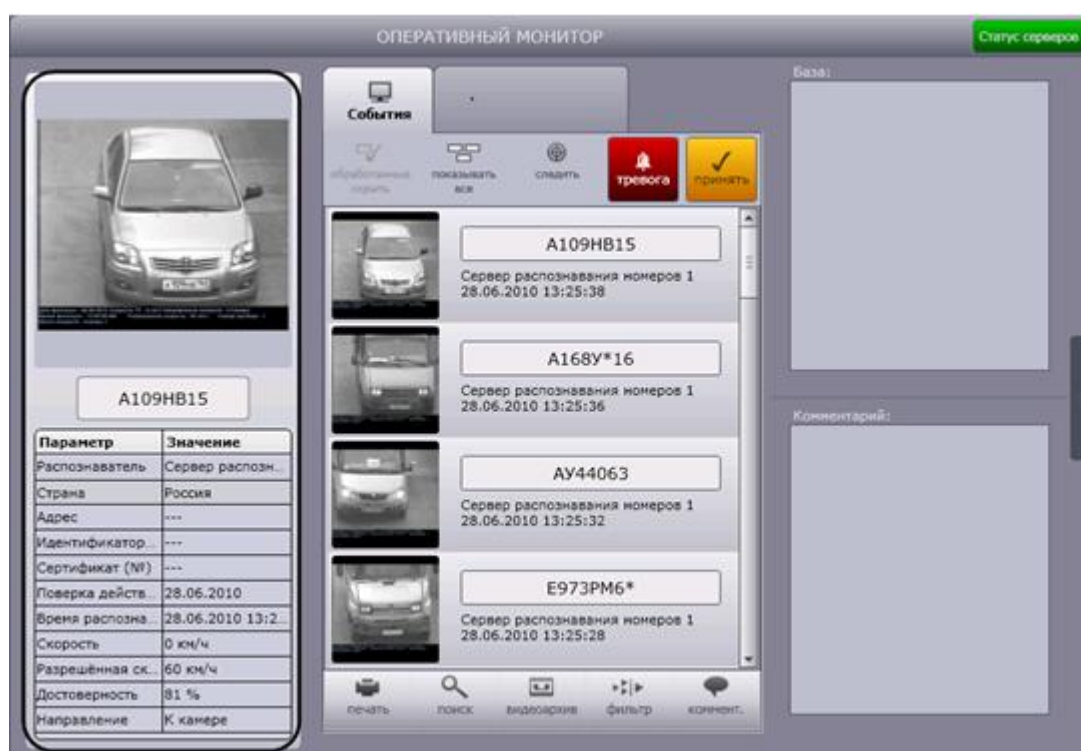 ОПЕРАТИВНЫЙ МОНИТОР
Статус серверов
A109HB15
Параметр Значение
Распознаватель Сервер распозн...
Страна Россия
Адрес ---
Идентификатор... ---
Сертификат (№) ---
Поверка действ... 28.06.2010
Время распозна... 28.06.2010 13:2...
Скорость 0 км/ч
Разрешённая ск... 60 км/ч
Достоверность 81 %
Направление К камере
События
обработанные
скрыть
показывать
все
следить
тревога
принять
A109HB15
Сервер распознавания номеров 1
28.06.2010 13:25:38
A168У*16
Сервер распознавания номеров 1
28.06.2010 13:25:36
АУ44063
Сервер распознавания номеров 1
28.06.2010 13:25:32
E973PM6*
Сервер распознавания номеров 1
28.06.2010 13:25:28
печать
поиск
видеоархив
фильтр
коммент.
База:
Комментарий: